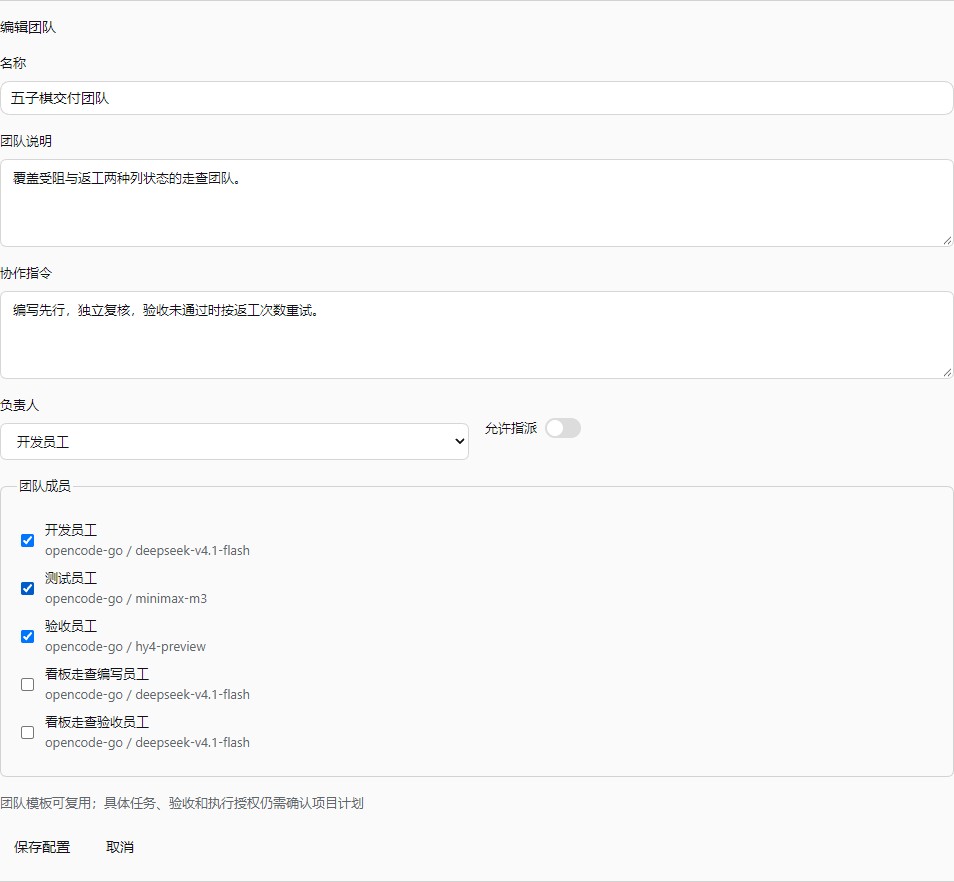 编辑团队
名称
五子棋交付团队
团队说明
覆盖受阻与返工两种列状态的走查团队。
协作指令
编写先行，独立复核，验收未通过时按返工次数重试。
负责人
开发员工
允许指派
团队成员
开发员工
opencode-go / deepseek-v4.1-flash
测试员工
opencode-go / minimax-m3
验收员工
opencode-go / hy4-preview
看板走查编写员工
opencode-go / deepseek-v4.1-flash
看板走查验收员工
opencode-go / deepseek-v4.1-flash
团队模板可复用；具体任务、验收和执行授权仍需确认项目计划
保存配置 取消